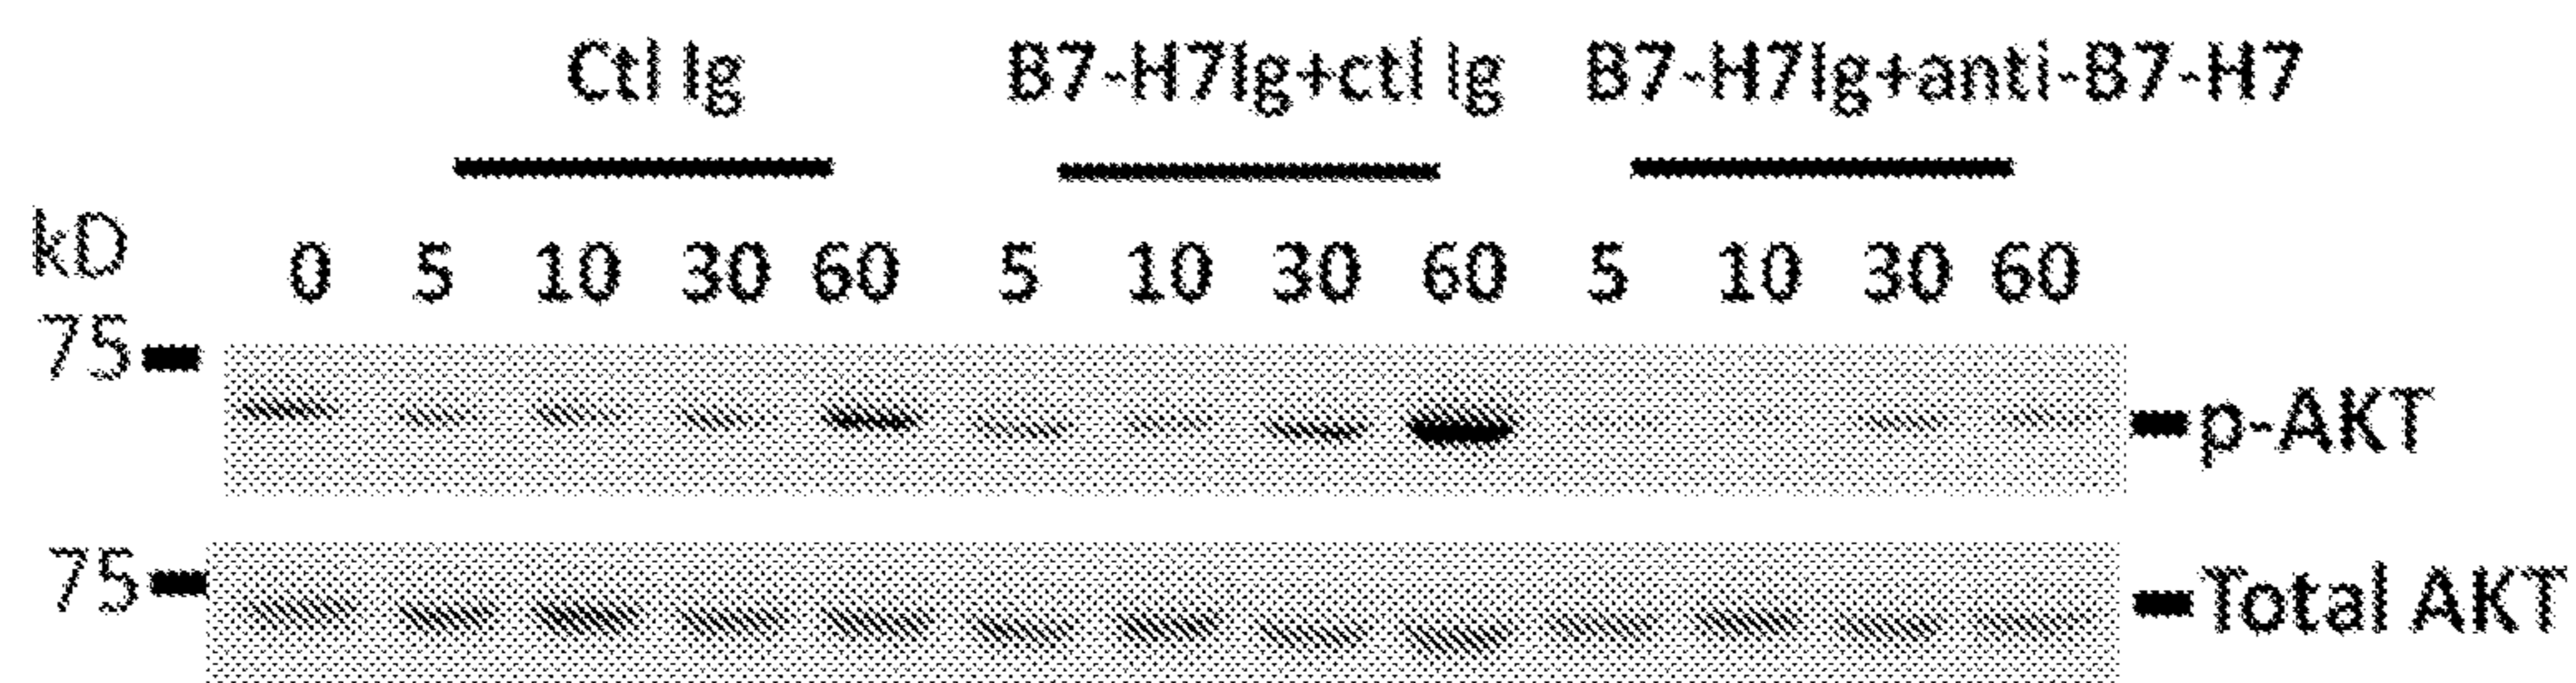 Ctl Ig B7-H7Ig+ctl Ig B7-H7Ig+anti-B7-H7
kD 0 5 10 30 60 5 10 30 60 5 10 30 60
75
p-AKT
75
Total AKT